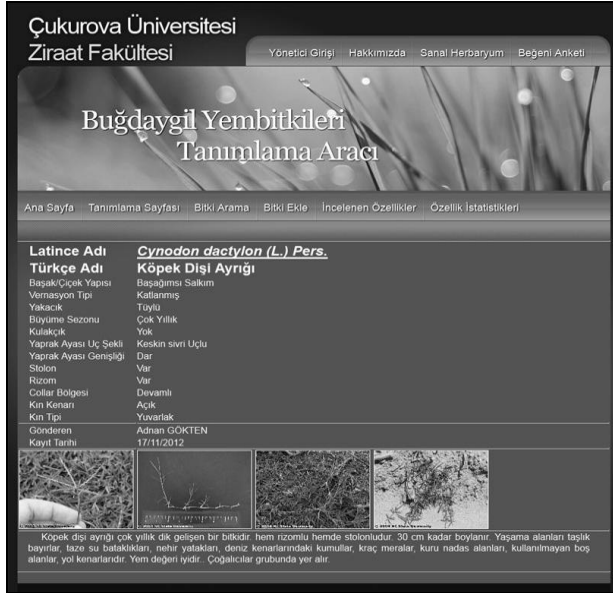 Çukurova Üniversitesi
Ziraat Fakültesi
Yönetici Girişi Hakkımızda Sanal Herbaryum Beğeni Anketi
Buğdaygil Yembitkileri
Tanımlama Aracı
Ana Sayfa Tanımlama Sayfası Bitki Arama Bitki Ekle İncelenen Özellikler Özellik İstatistikleri
Latince Adı Cynodon dactylon (L.) Pers.
Türkçe Adı Köpek Dişi Ayrığı
Başak/Çiçek Yapısı Başağımsı Salkım
Vernasyon Tipi Katlanmış
Yakacık Tüylü
Büyüme Sezonu Çok Yıllık
Kulakçık Yok
Yaprak Ayası Uç Şekli Keskin sivri Uçlu
Yaprak Ayası Genişliği Dar
Stolon Var
Rizom Var
Collar Bölgesi Devamlı
Kın Kenarı Açık
Kın Tipi Yuvarlak
Gönderen Adnan GÖKTEN
Kayıt Tarihi 17/11/2012
Köpek dişi ayrığı çok yıllık dik gelişen bir bitkidir. hem rizomlu hemde stolonludur. 30 cm kadar boylanır. Yaşama alanları taşlık
bayırlar, taze su bataklıkları, nehir yatakları, deniz kenarlarındaki kumullar, kıraç meralar, kuru nadas alanları, kullanılmayan boş
alanlar, yol kenarlarıdır. Yem değeri iyidir.. Çoğalıcılar grubunda yer alır.